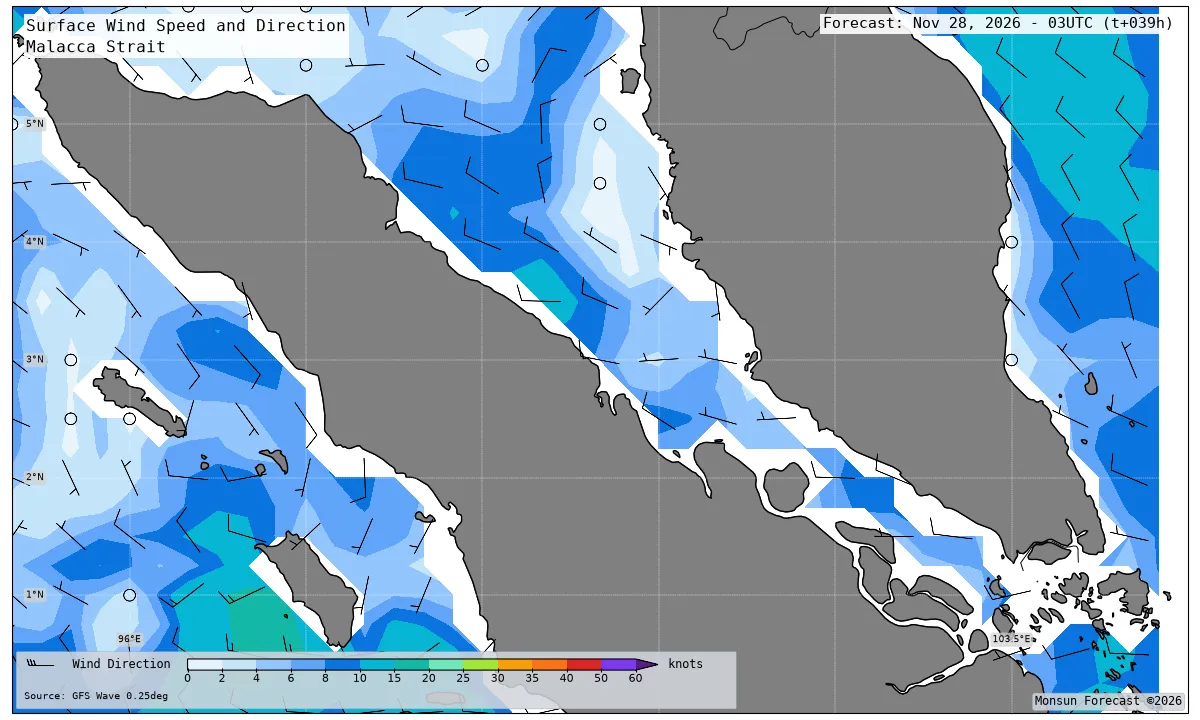 Surface Wind Speed and Direction
Malacca Strait
Forecast: Nov 28, 2026 - 03UTC (t+039h)
5°N
4°N
3°N
2°N
1°N
96°E
103.5°E
Wind Direction
0 2 4 6 8 10 15 20 25 30 35 40 50 60
knots
Source: GFS Wave 0.25deg
Monsun Forecast ©2026